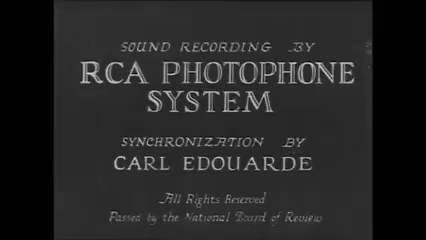 SOUND RECORDING BY
RCA PHOTOPHONE
SYSTEM
SYNCHRONIZATION BY
CARL EDOUARDE
All Rights Reserved
Passed by the National Board of Review